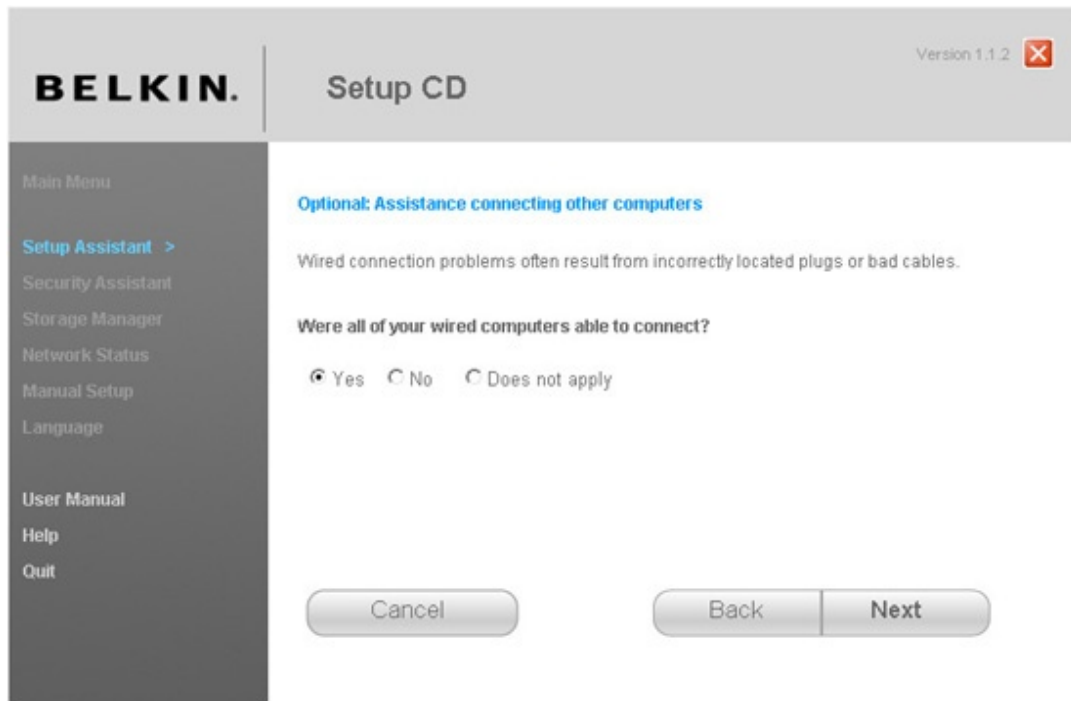 BELKIN.
Setup CD
Version 1.1.2
Main Menu
Setup Assistant >
Security Assistant
Storage Manager
Network Status
Manual Setup
Language
User Manual
Help
Quit
Optional: Assistance connecting other computers
Wired connection problems often result from incorrectly located plugs or bad cables.
Were all of your wired computers able to connect?
Yes No Does not apply
Cancel Back Next